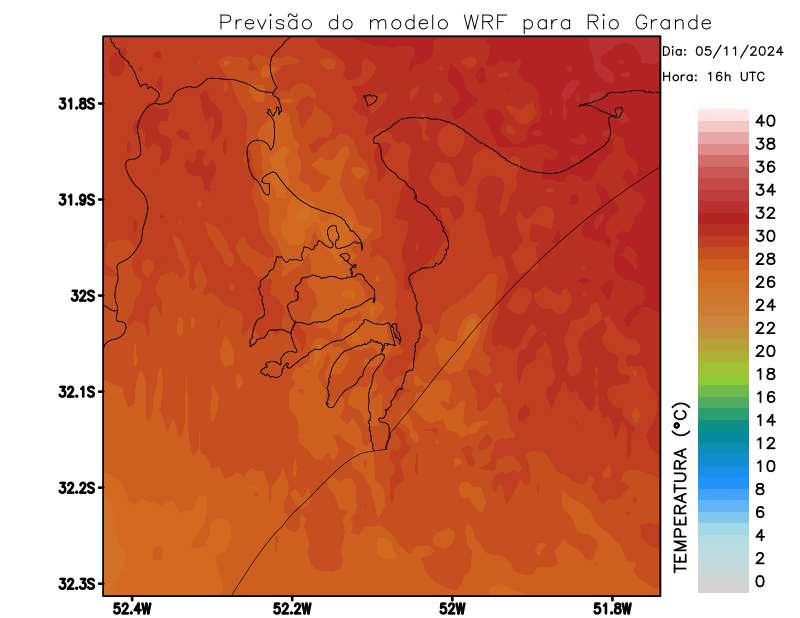 Previsão do modelo WRF para Rio Grande
Dia: 05/11/2024
Hora: 16h UTC
31.8S
31.9S
32S
32.1S
32.2S
32.3S
52.4W
52.2W
52W
51.8W
40
38
36
34
32
30
28
26
24
22
20
18
16
14
12
10
8
6
4
2
0
TEMPERATURA (°C)